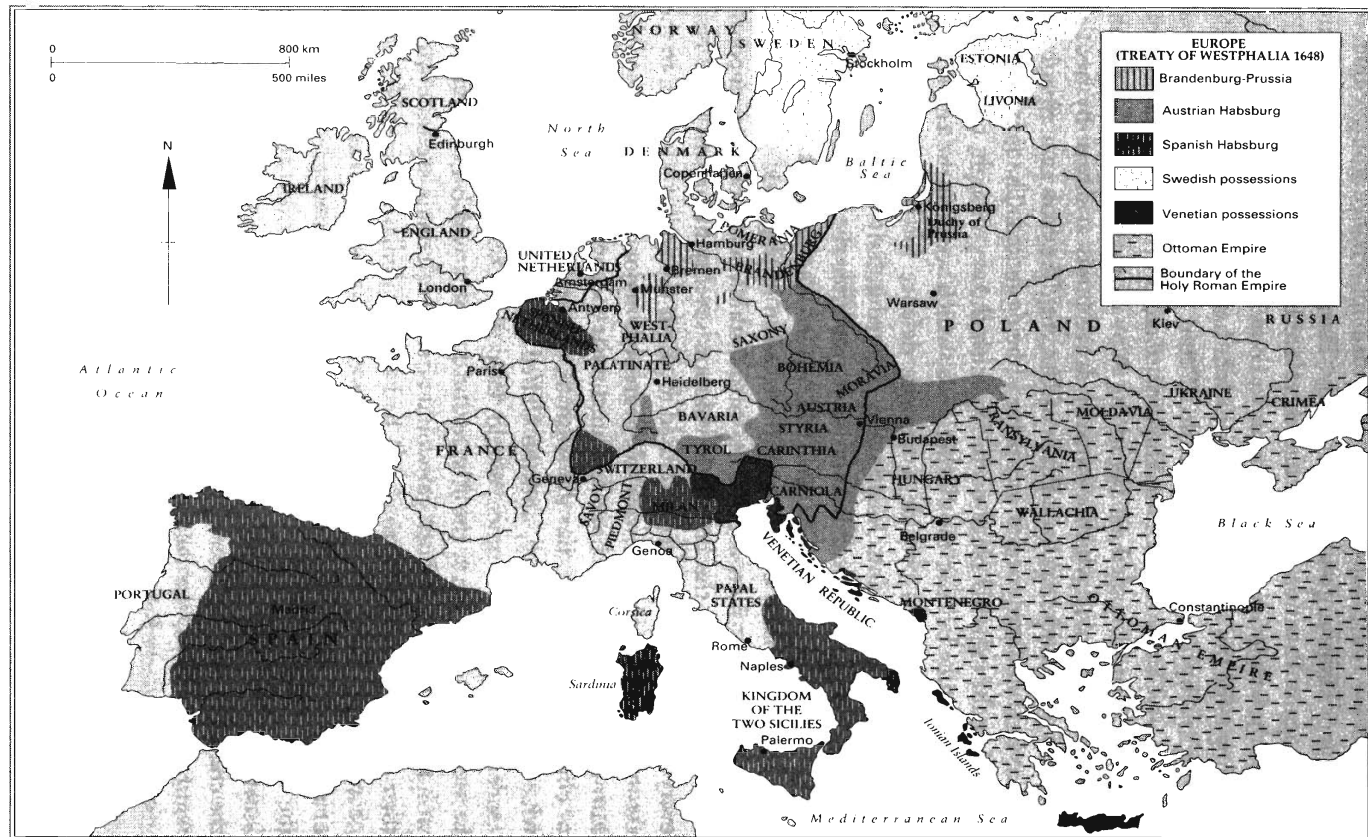 0 800 km
0 500 miles
N
EUROPE
(TREATY OF WESTPHALIA 1648)
Brandenburg-Prussia
Austrian Habsburg
Spanish Habsburg
Swedish possessions
Venetian possessions
Ottoman Empire
Boundary of the
Holy Roman Empire
NORWAY
SWEDEN
Stockholm
ESTONIA
LIVONIA
SCOTLAND
Edinburgh
North
Sea
DENMARK
Copenhagen
Baltic
Sea
IRELAND
ENGLAND
London
Königsberg
Duchy of
Prussia
POMERANIA
Hamburg
BRANDENBURG
Bremen
UNITED
NETHERLANDS
Amsterdam
Munster
Antwerp
WEST-
PHALIA
SAXONY
Warsaw
POLAND
Kiev
RUSSIA
Atlantic
Ocean
Paris
PALATINATE
Heidelberg
BOHEMIA
MORAVIA
BAVARIA
AUSTRIA
Vienna
STYRIA
UKRAJNE
CRIMEA
MOLDAVIA
TRANSYLVANIA
Budapest
FRANCE
TYROL
CARINTHIA
SWITZERLAND
Geneva
CARNIOLA
HUNGARY
SAVOY
PIEDMONT
MILAN
WALLACHIA
Belgrade
Black Sea
Genoa
VENETIAN
REPUBLIC
PORTUGAL
Madrid
SPAIN
Corsica
PAPAL
STATES
MONTENEGRO
OTTOMAN EMPIRE
Constantinople
Rome
Naples
Sardinia
KINGDOM
OF THE
TWO SICILIES
Palermo
Ionian Islands
Mediterranean Sea